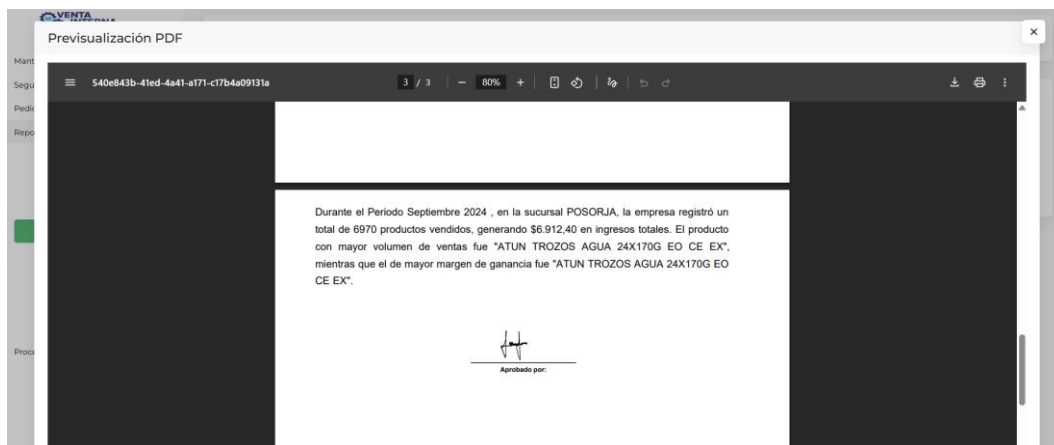 VENTA
INTERNA
Previsualización PDF
×
Mant
Segu
Pedid
Repo
Proce
540e843b-41ed-4a41-a171-c17b4a09131a
3 / 3
80%
Durante el Periodo Septiembre 2024 , en la sucursal POSORJA, la empresa registró un
total de 6970 productos vendidos, generando $6.912,40 en ingresos totales. El producto
con mayor volumen de ventas fue "ATUN TROZOS AGUA 24X170G EO CE EX",
mientras que el de mayor margen de ganancia fue "ATUN TROZOS AGUA 24X170G EO
CE EX".
Aprobado por: